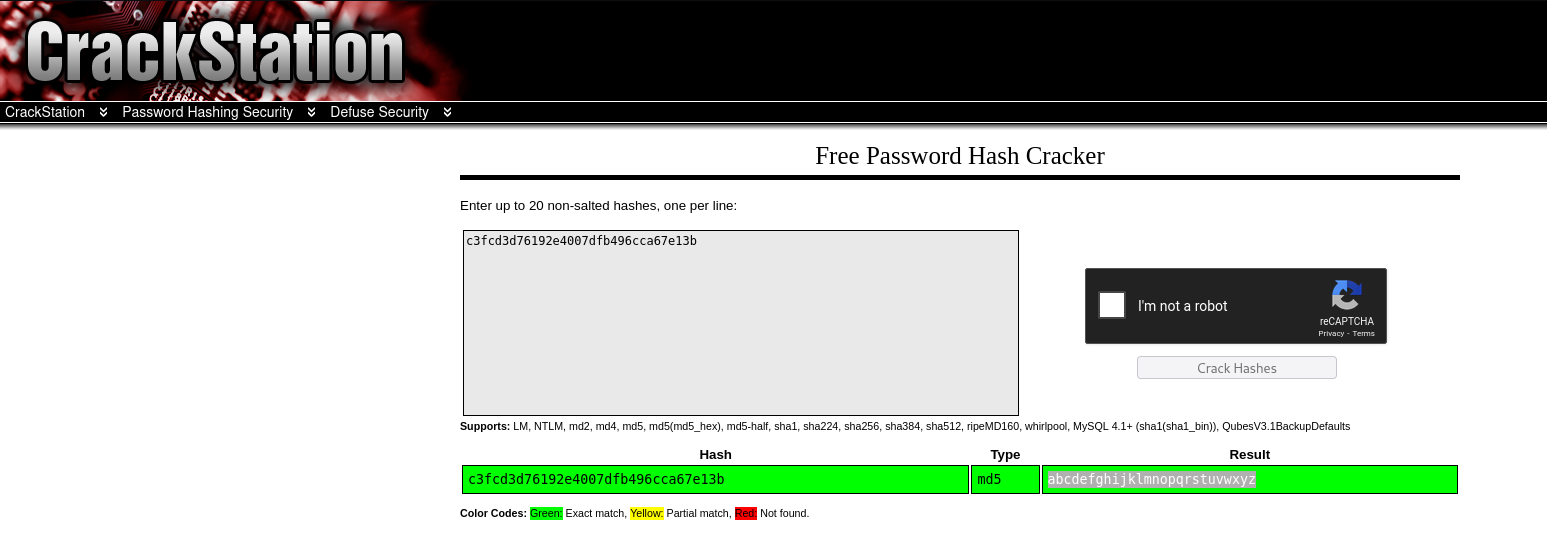 CrackStation
CrackStation Password Hashing Security Defuse Security
Free Password Hash Cracker
Enter up to 20 non-salted hashes, one per line:
c3fcd3d76192e4007dfb496cca67e13b
I'm not a robot
reCAPTCHA
Privacy - Terms
Crack Hashes
Supports: LM, NTLM, md2, md4, md5, md5(md5_hex), md5-half, sha1, sha224, sha256, sha384, sha512, ripeMD160, whirlpool, MySQL 4.1+ (sha1(sha1_bin)), QubesV3.1BackupDefaults
Hash Type Result
c3fcd3d76192e4007dfb496cca67e13b md5 abcdefghijklmnopqrstuvwxyz
Color Codes: Green: Exact match, Yellow: Partial match, Red: Not found.